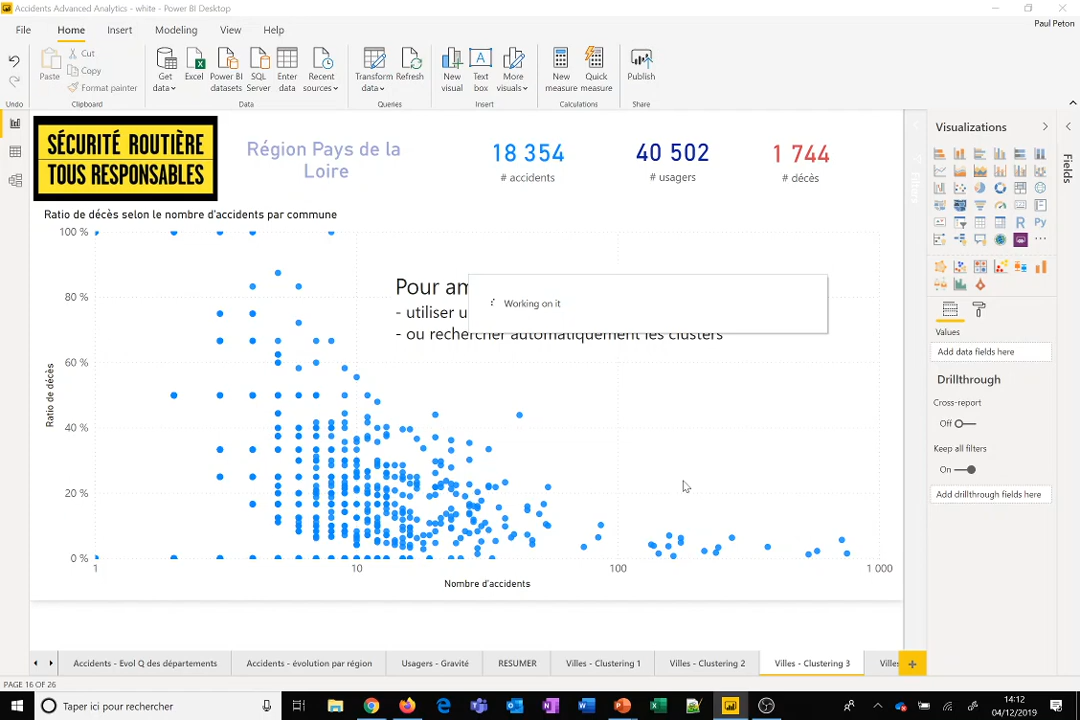 Accidents Advanced Analytics - white - Power BI Desktop
Paul Peton
File Home Insert Modeling View Help
Paste
Cut
Copy
Format painter
Get data
Excel
Power BI datasets
SQL Server
Enter data
Recent sources
Transform data
Refresh
New visual
Text box
More visuals
New measure
Quick measure
Publish
Undo
Clipboard
Data
Queries
Insert
Calculations
Share
SÉCURITÉ ROUTIÈRE
TOUS RESPONSABLES
Région Pays de la
Loire
18 354
# accidents
40 502
# usagers
1 744
# décès
Ratio de décès selon le nombre d'accidents par commune
100 %
80 %
60 %
40 %
20 %
0 %
Ratio de décès
1
10
100
1 000
Nombre d'accidents
Pour am
- utiliser u
- ou rechercher automatiquement les clusters
Working on it
Filters
Visualizations
Fields
R
Py
Values
Add data fields here
Drillthrough
Cross-report
Off
Keep all filters
On
Add drillthrough fields here
Accidents - Evol Q des départements
Accidents - évolution par région
Usagers - Gravité
RESUMER
Villes - Clustering 1
Villes - Clustering 2
Villes - Clustering 3
Villes
PAGE 16 OF 26
Taper ici pour rechercher
14:12
04/12/2019